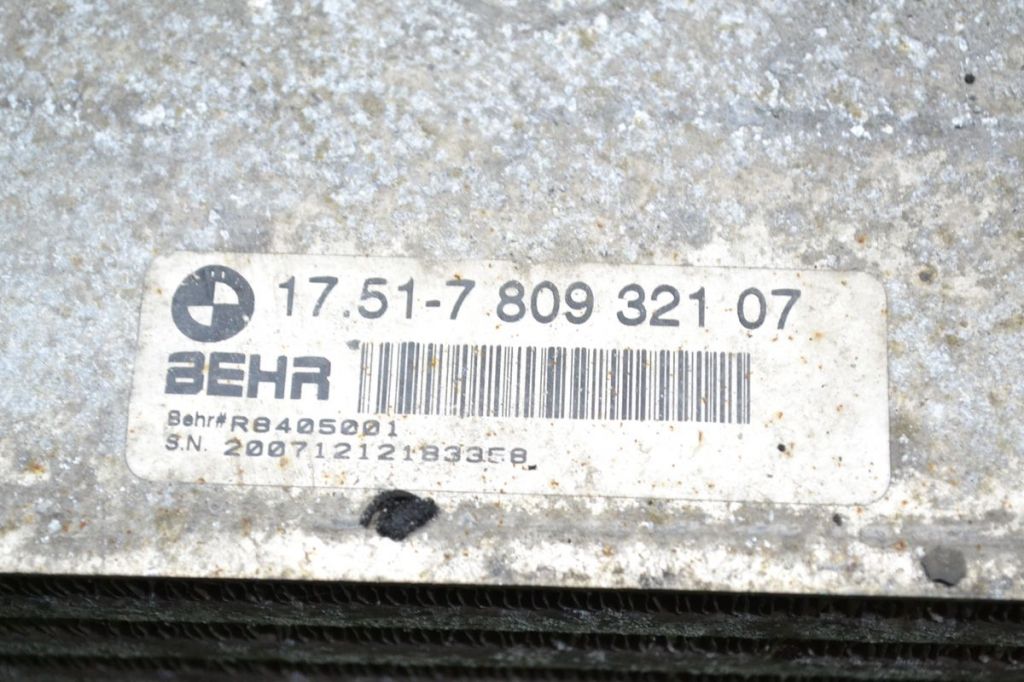 17.51-7 809 321 07
BEHR
Behr# R8405001
S.N. 20071212183358